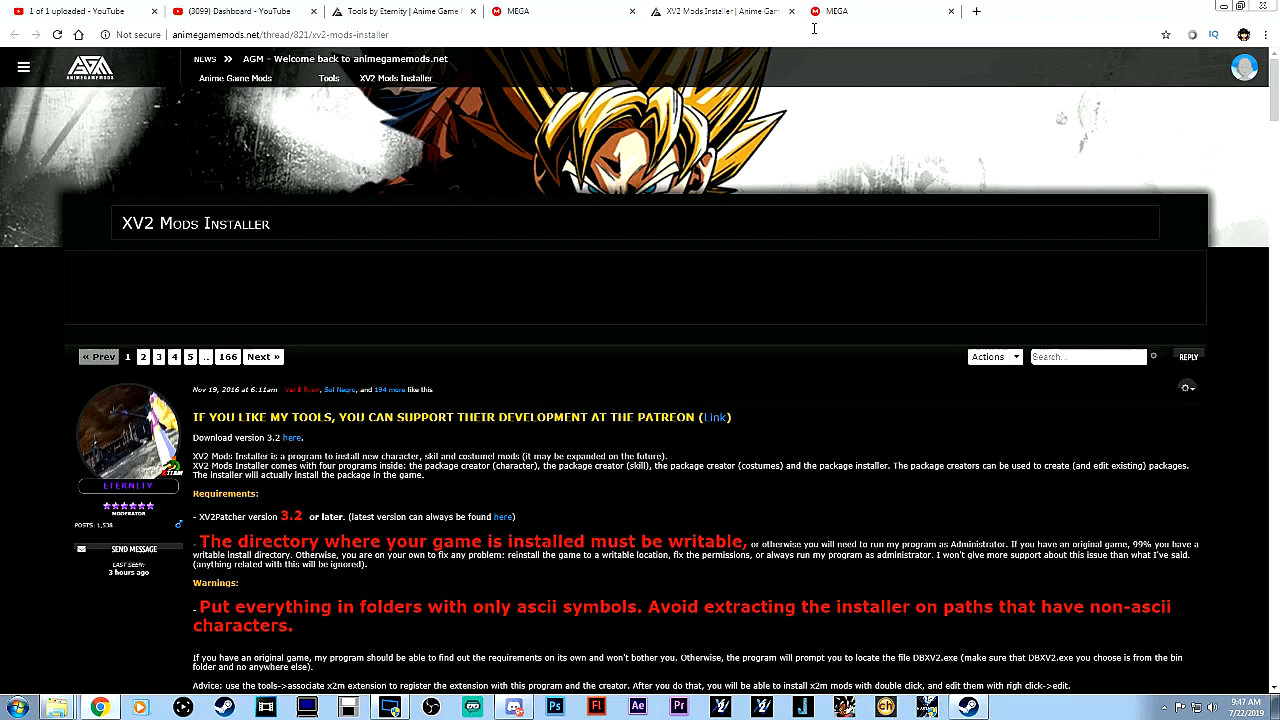 1 of 1 uploaded - YouTube
(3099) Dashboard - YouTube
Tools by Eternity | Anime Game
MEGA
XV2 Mods Installer | Anime Gam
MEGA
Not secure | animegamemods.net/thread/821/xv2-mods-installer
IQ
NEWS » AGM - Welcome back to animegamemods.net
AGM
ANIMEGAMEMODS
Anime Game Mods Tools XV2 Mods Installer
XV2 Mods Installer
« Prev 1 2 3 4 5 .. 166 Next »
Actions Search... REPLY
Nov 19, 2016 at 6:11am Sol Negro, and 194 more like this
IF YOU LIKE MY TOOLS, YOU CAN SUPPORT THEIR DEVELOPMENT AT THE PATREON (Link)
Download version 3.2 here.
XV2 Mods Installer is a program to install new character, skill and costumel mods (it may be expanded on the future).
XV2 Mods Installer comes with four programs inside: the package creator (character), the package creator (skill), the package creator (costumes) and the package installer. The package creators can be used to create (and edit existing) packages.
The installer will actually install the package in the game.
ETERNITY
MODERATOR
POSTS: 1,538
SEND MESSAGE
LAST SEEN:
3 hours ago
Requirements:
- XV2Patcher version 3.2 or later. (latest version can always be found here)
- The directory where your game is installed must be writable, or otherwise you will need to run my program as Administrator. If you have an original game, 99% you have a
writable install directory. Otherwise, you are on your own to fix any problem: reinstall the game to a writable location, fix the permissions, or always run my program as administrator. I won't give more support about this issue than what I've said.
(anything related with this will be ignored).
Warnings:
- Put everything in folders with only ascii symbols. Avoid extracting the installer on paths that have non-ascii
characters.
If you have an original game, my program should be able to find out the requirements on its own and won't bother you. Otherwise, the program will prompt you to locate the file DBXV2.exe (make sure that DBXV2.exe you choose is from the bin
folder and no anywhere else).
Advice: use the tools->associate x2m extension to register the extension with this program and the creator. After you do that, you will be able to install x2m mods with double click, and edit them with righ click->edit.
Ps
Fl
Ae
Pr
9:47 AM
7/22/2019